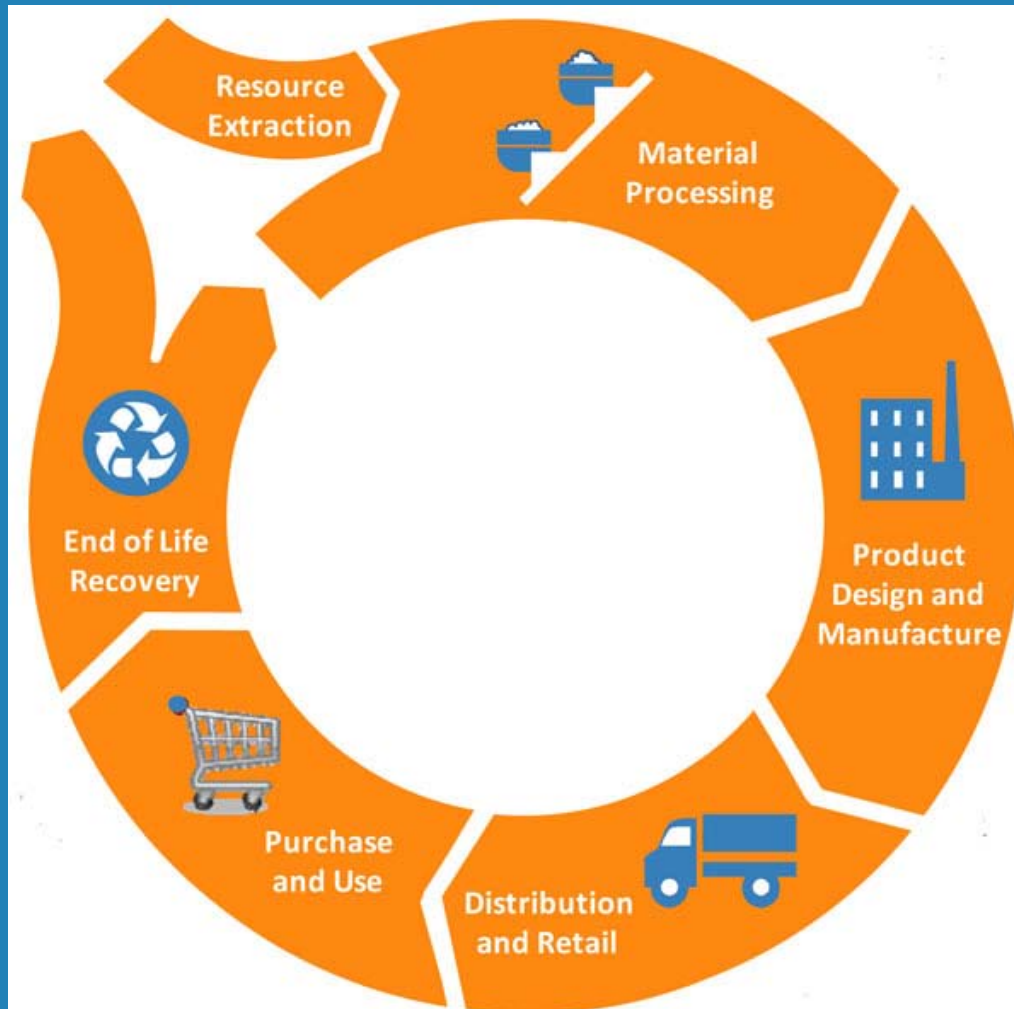 Resource
Extraction
Material
Processing
Product
Design and
Manufacture
Distribution
and Retail
Purchase
and Use
End of Life
Recovery